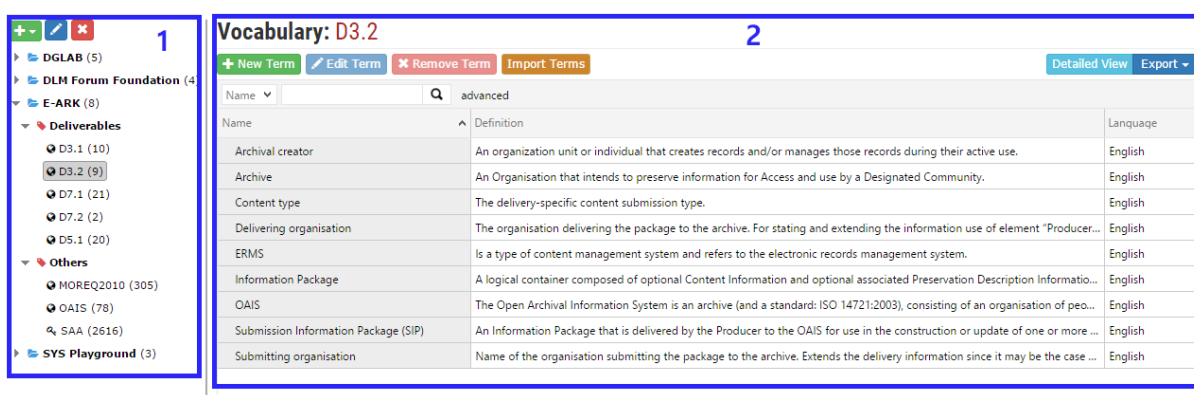 1
DGLAB (5)
DLM Forum Foundation (4
E-ARK (8)
Deliverables
D3.1 (10)
D3.2 (9)
D7.1 (21)
D7.2 (2)
D5.1 (20)
Others
MOREQ2010 (305)
OAIS (78)
SAA (2616)
SYS Playground (3)
Vocabulary: D3.2
2
New Term Edit Term Remove Term Import Terms Detailed View Export
Name advanced
Name Definition Language
Archival creator An organization unit or individual that creates records and/or manages those records during their active use. English
Archive An Organisation that intends to preserve information for Access and use by a Designated Community. English
Content type The delivery-specific content submission type. English
Delivering organisation The organisation delivering the package to the archive. For stating and extending the information use of element "Producer... English
ERMS Is a type of content management system and refers to the electronic records management system. English
Information Package A logical container composed of optional Content Information and optional associated Preservation Description Informatio... English
OAIS The Open Archival Information System is an archive (and a standard: ISO 14721:2003), consisting of an organisation of peo... English
Submission Information Package (SIP) An Information Package that is delivered by the Producer to the OAIS for use in the construction or update of one or more ... English
Submitting organisation Name of the organisation submitting the package to the archive. Extends the delivery information since it may be the case ... English